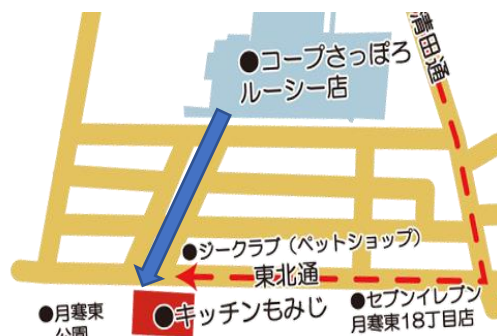 ●コープさっぽろ
ルーシー店
清田通
●ジークラブ（ペットショップ）
東北通
●月寒東
公園
●キッチンもみじ
●セブンイレブン
月寒東18丁目店